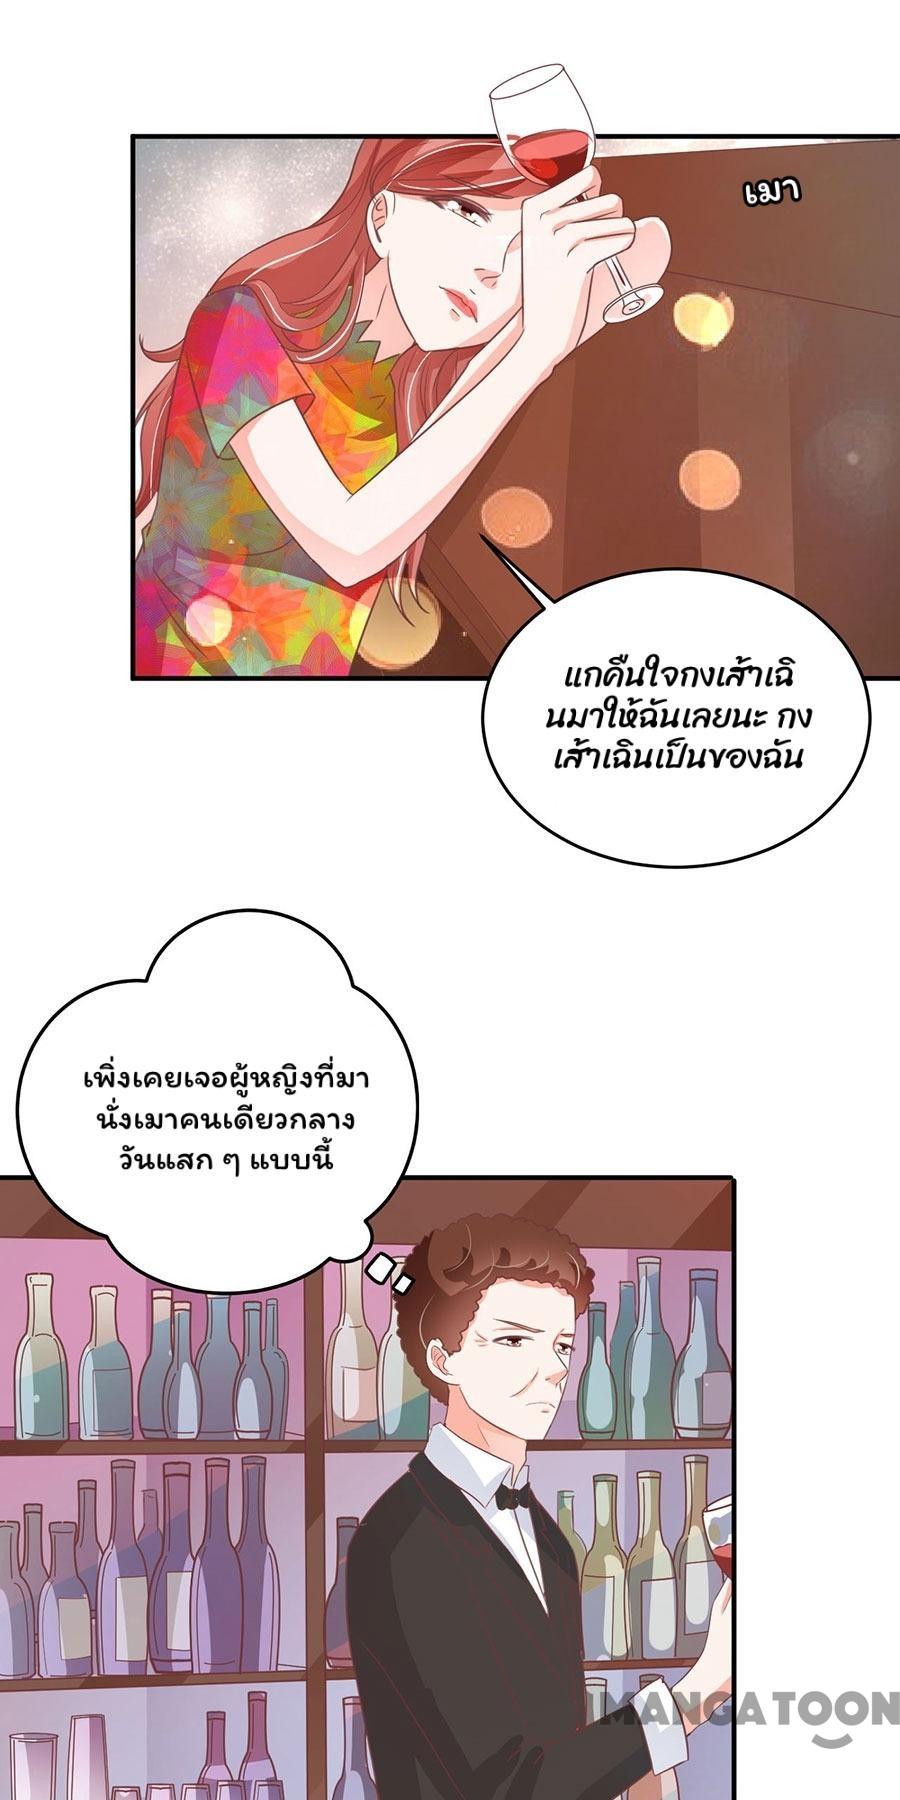 เมา
แกคืนใจกงเส้าเฉิ
นมาให้ฉันเลยนะ กง
เส้าเฉินเป็นของฉัน
เพิ่งเคยเจอผู้หญิงที่มา
นั่งเมาคนเดียวกลาง
วันแสก ๆ แบบนี้
MANGATOON